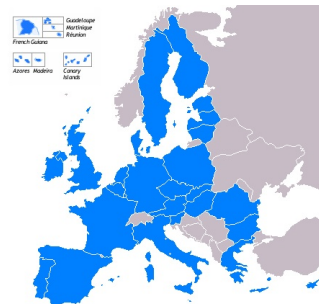 Guadeloupe
Martinique
Réunion
French Guiana
Azores Madeira
Canary
Islands